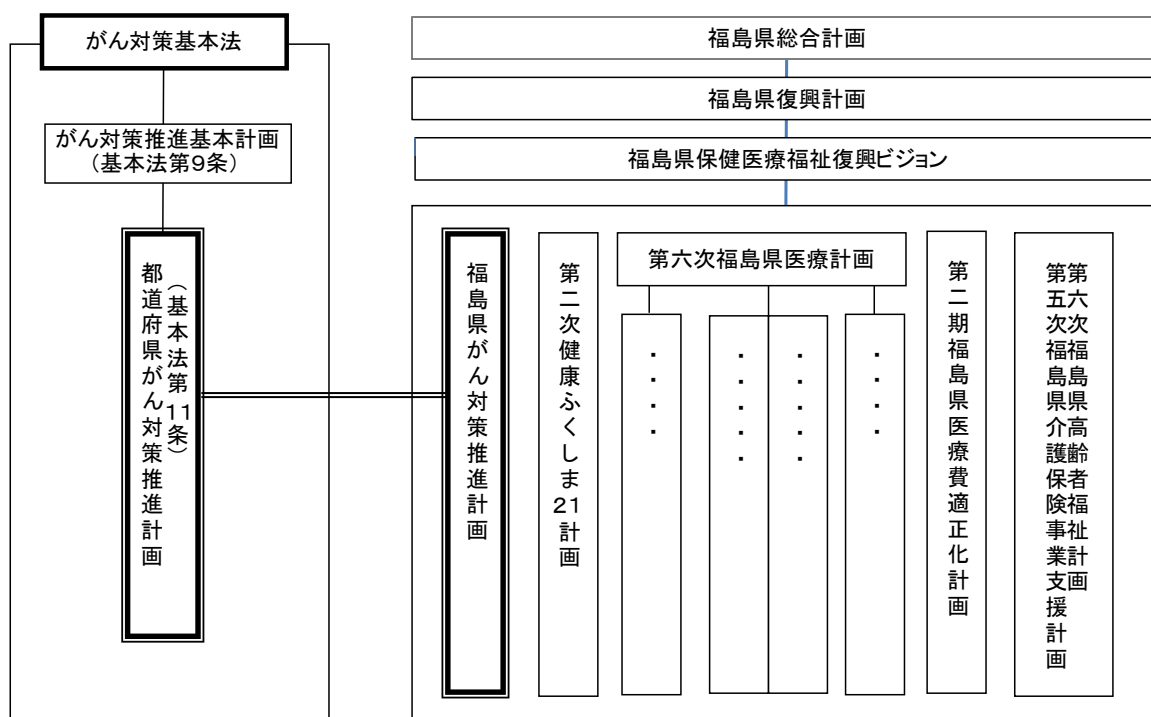 がん対策基本法
がん対策推進基本計画
(基本法第9条)
都道府県がん対策推進計画
(基本法第11条)
福島県総合計画
福島県復興計画
福島県保健医療福祉復興ビジョン
福島県がん対策推進計画
第二次健康ふくしま21計画
第六次福島県医療計画
・・・・
・・・・・
・・・・・
・・・・
第二期福島県医療費適正化計画
第六次福島県高齢者福祉計画
第五次福島県介護保険事業支援計画